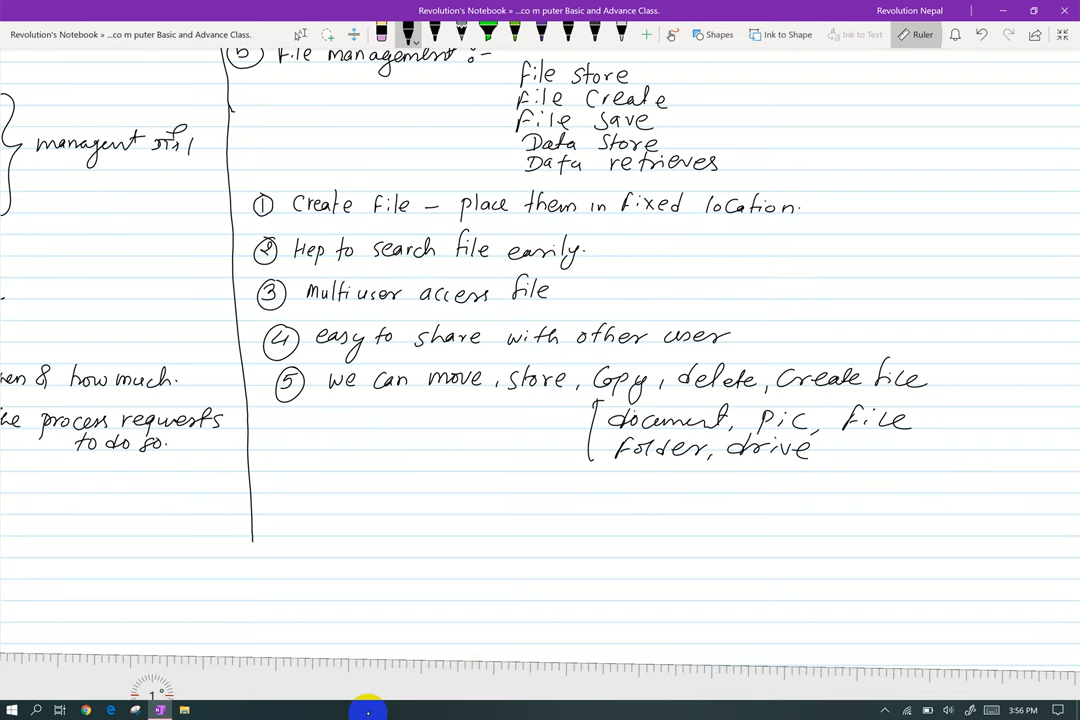 Revolution's Notebook » ...co m puter Basic and Advance Class.
Revolution Nepal
Revolution's Notebook » ...co m puter Basic and Advance Class.
Shapes
Ink to Shape
Ink to Text
Ruler
File management :-
File store
File Create
File Save
Data Store
Data retrieves
managent
① Create File - place them in fixed location.
② Hep to search file easily.
③ Multiuser access file
④ easy to share with other user
⑤ we can move, store, Copy, delete, Create file
document, pic, File
Folder, drive
& how much.
process requests
to do so.
1°
3:56 PM